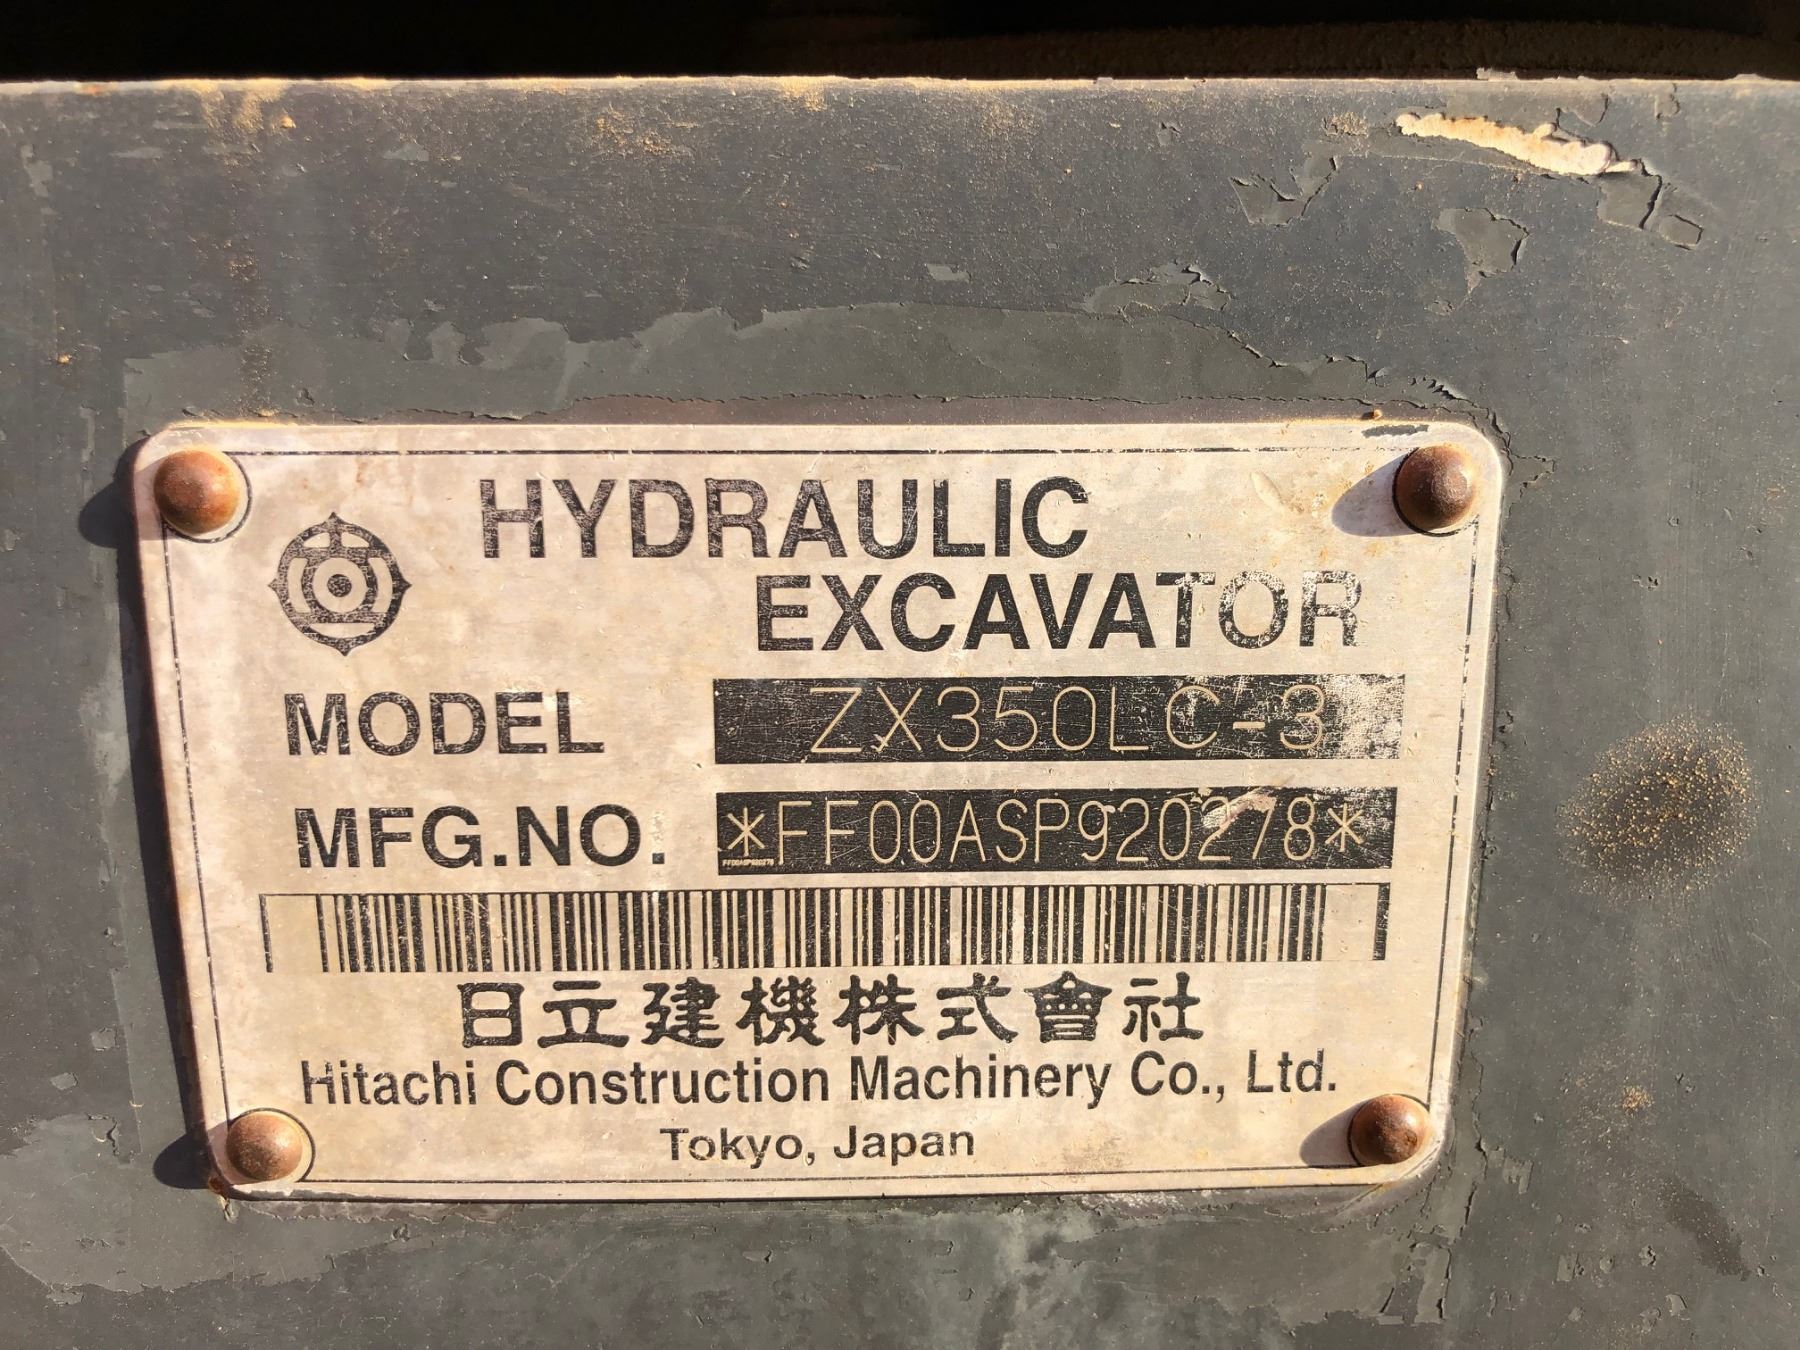 HYDRAULIC
EXCAVATOR
MODEL ZX350LC-3
MFG.NO. *FF00ASP920278*
FF00ASP920278
日立建機株式會社
Hitachi Construction Machinery Co., Ltd.
Tokyo, Japan